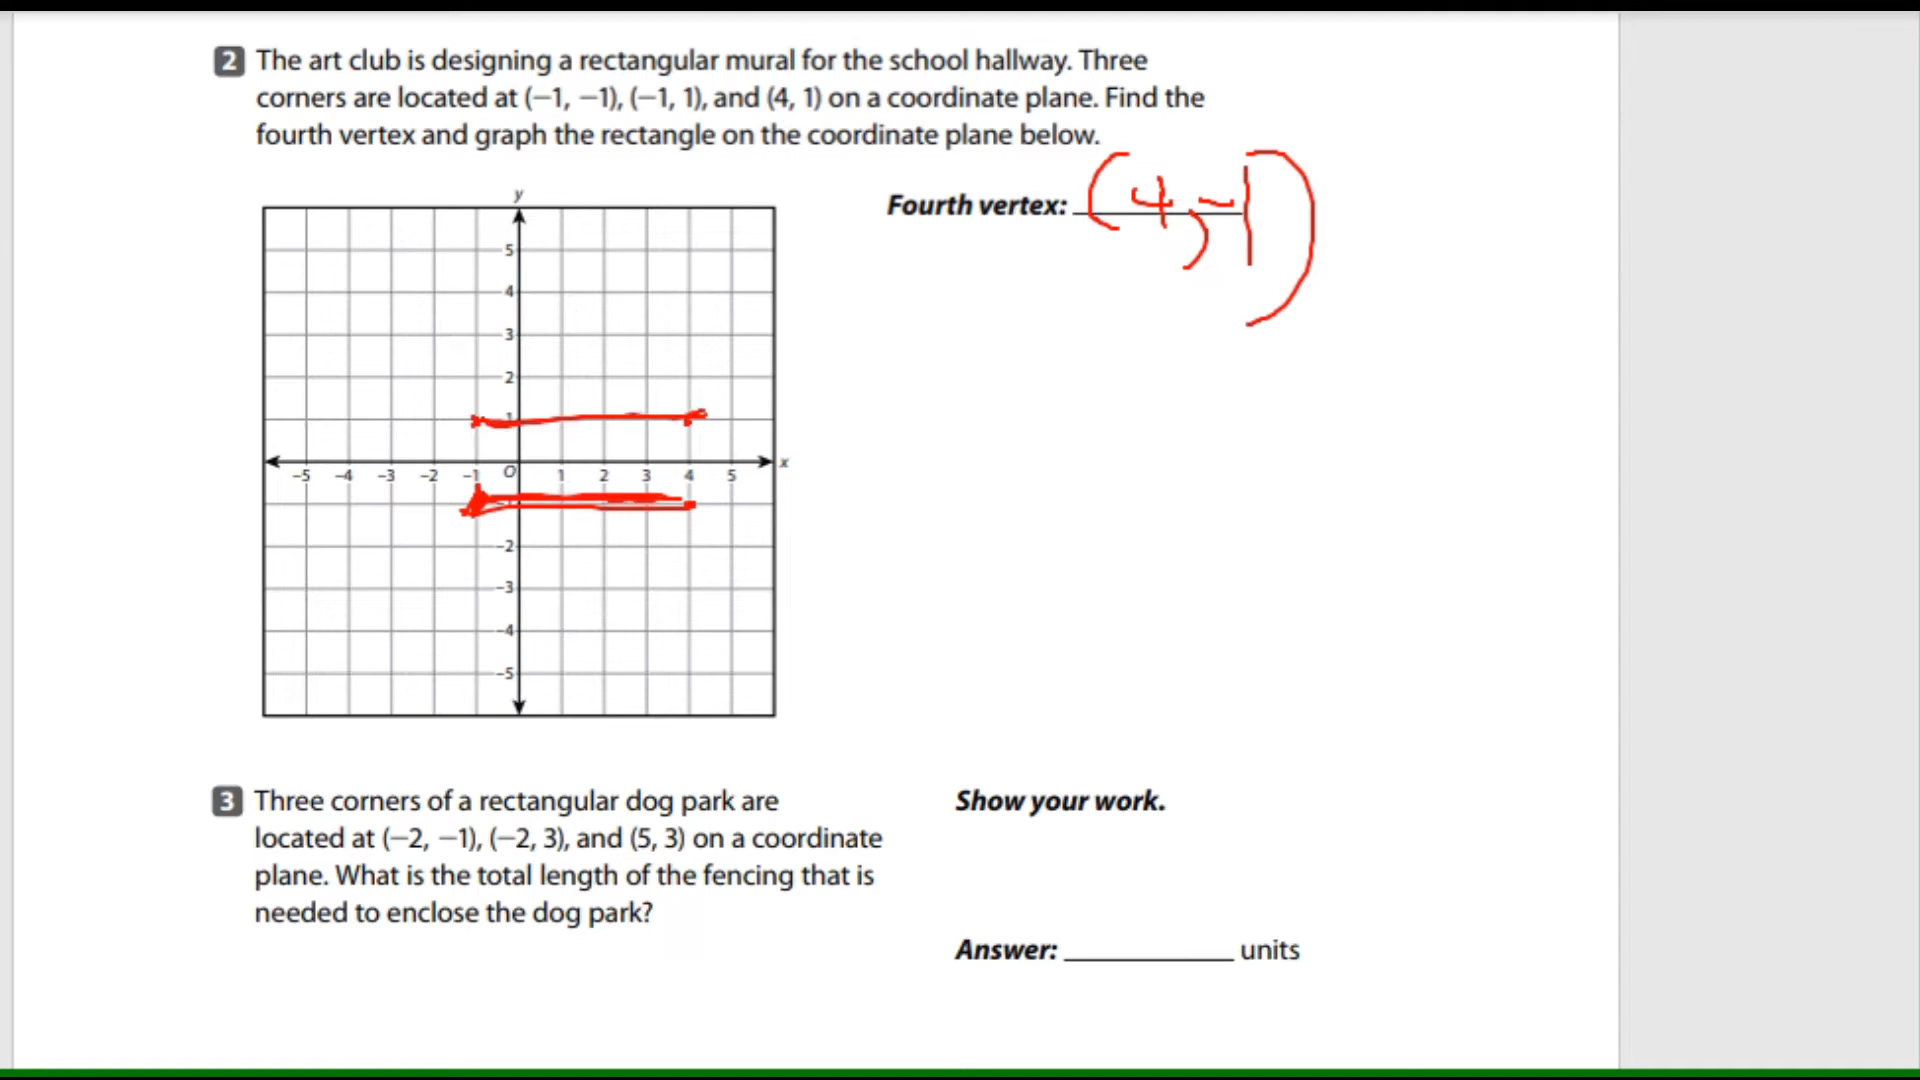 2 The art club is designing a rectangular mural for the school hallway. Three
corners are located at (−1, −1), (−1, 1), and (4, 1) on a coordinate plane. Find the
fourth vertex and graph the rectangle on the coordinate plane below.
Fourth vertex: (4, -1)
y
5
4
3
2
1
−5 −4 −3 −2 −1 O 1 2 3 4 5 x
−2
−3
−4
−5
3 Three corners of a rectangular dog park are
located at (−2, −1), (−2, 3), and (5, 3) on a coordinate
plane. What is the total length of the fencing that is
needed to enclose the dog park?
Show your work.
Answer: ____________ units